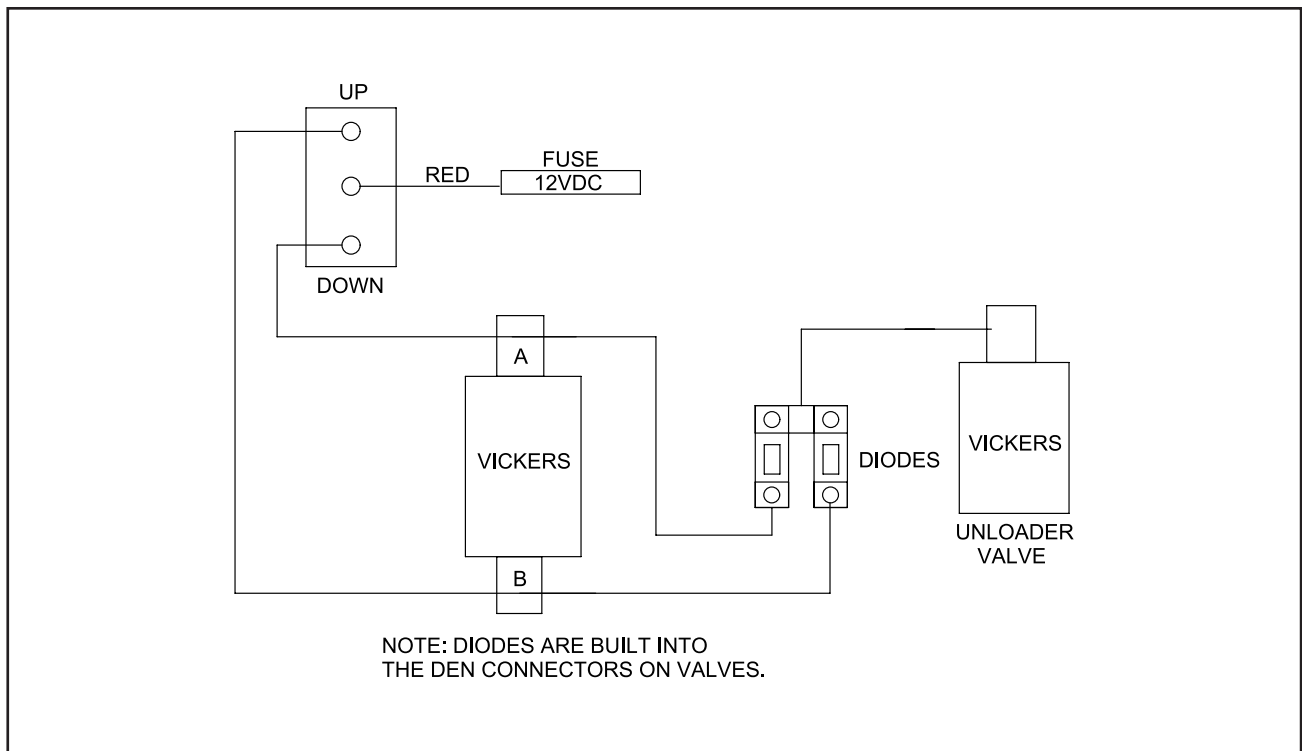 UP
RED
FUSE
12VDC
DOWN
A
VICKERS
B
DIODES
VICKERS
UNLOADER
VALVE
NOTE: DIODES ARE BUILT INTO
THE DEN CONNECTORS ON VALVES.